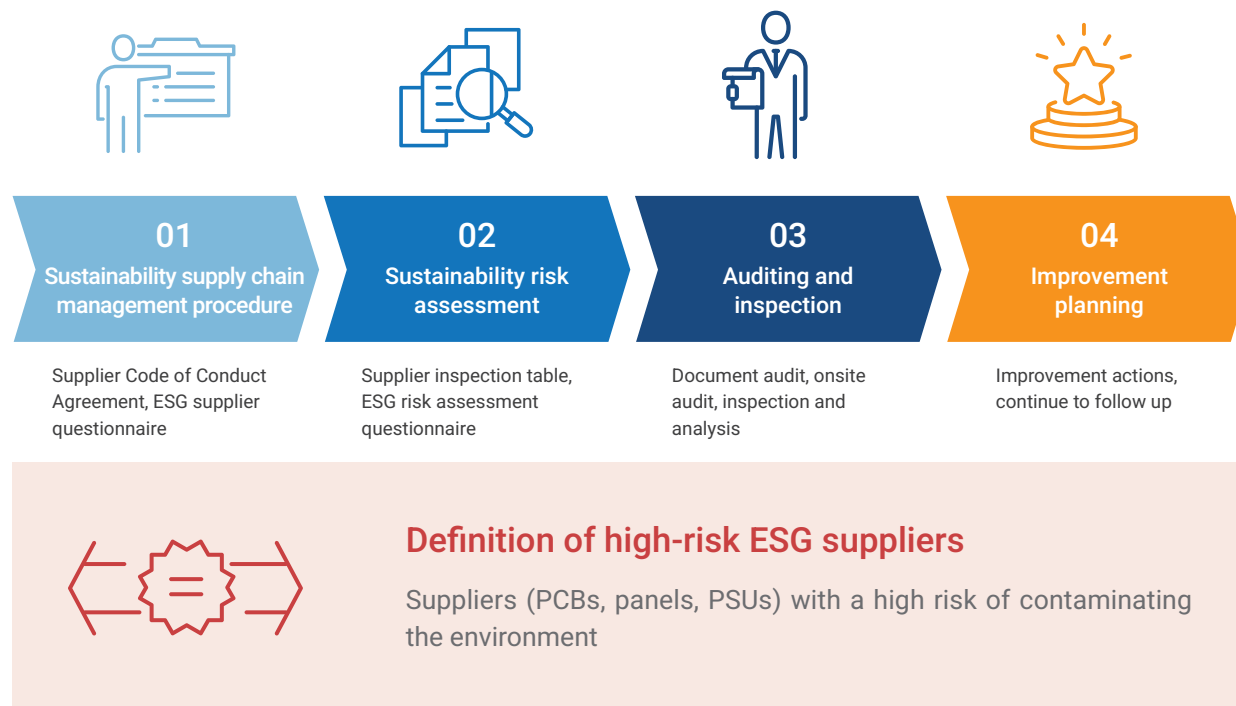 01
Sustainability supply chain
management procedure
02
Sustainability risk
assessment
03
Auditing and
inspection
04
Improvement
planning
Supplier Code of Conduct
Agreement, ESG supplier
questionnaire
Supplier inspection table,
ESG risk assessment
questionnaire
Document audit, onsite
audit, inspection and
analysis
Improvement actions,
continue to follow up
Definition of high-risk ESG suppliers
Suppliers (PCBs, panels, PSUs) with a high risk of contaminating
the environment